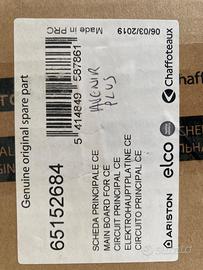 Genuine original spare part
65152684
5 414849 587861
Made in PRC
06/03/2019
AVENIR
PLUS
SCHEDA PRINCIPALE CE
MAIN BOARD FOR CE
CIRCUIT PRINCIPAL CE
ELEKTROHAUPTPLATINE CE
CIRCUITO PRINCIPAL CE
ARISTON
elco
Chaffoteaux